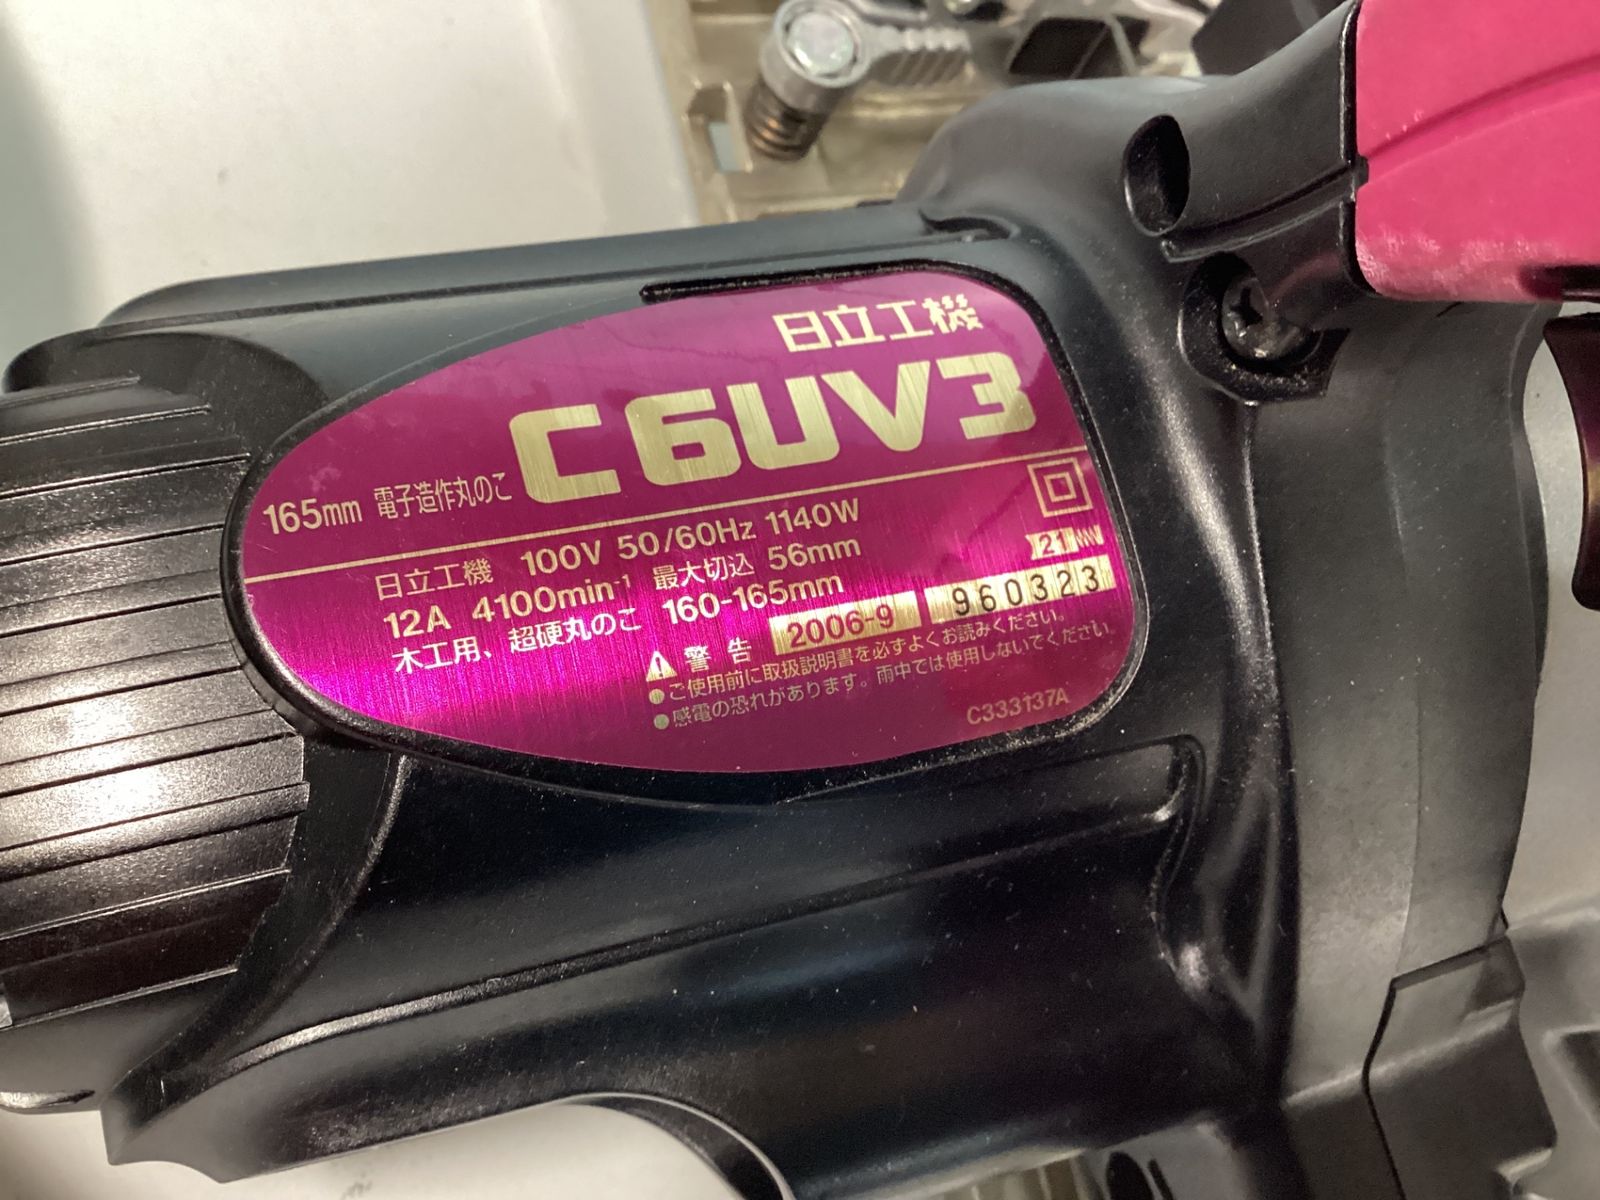 日立工機
165mm 電子造作丸のこ C6UV3
日立工機 100V 50/60Hz 1140W
12A 4100min⁻¹ 最大切込 56mm
木工用、超硬丸のこ 160-165mm
21
⚠ 警告 2006-9 960323
●ご使用前に取扱説明書を必ずよくお読みください。
●感電の恐れがあります。雨中では使用しないでください。
C333137A